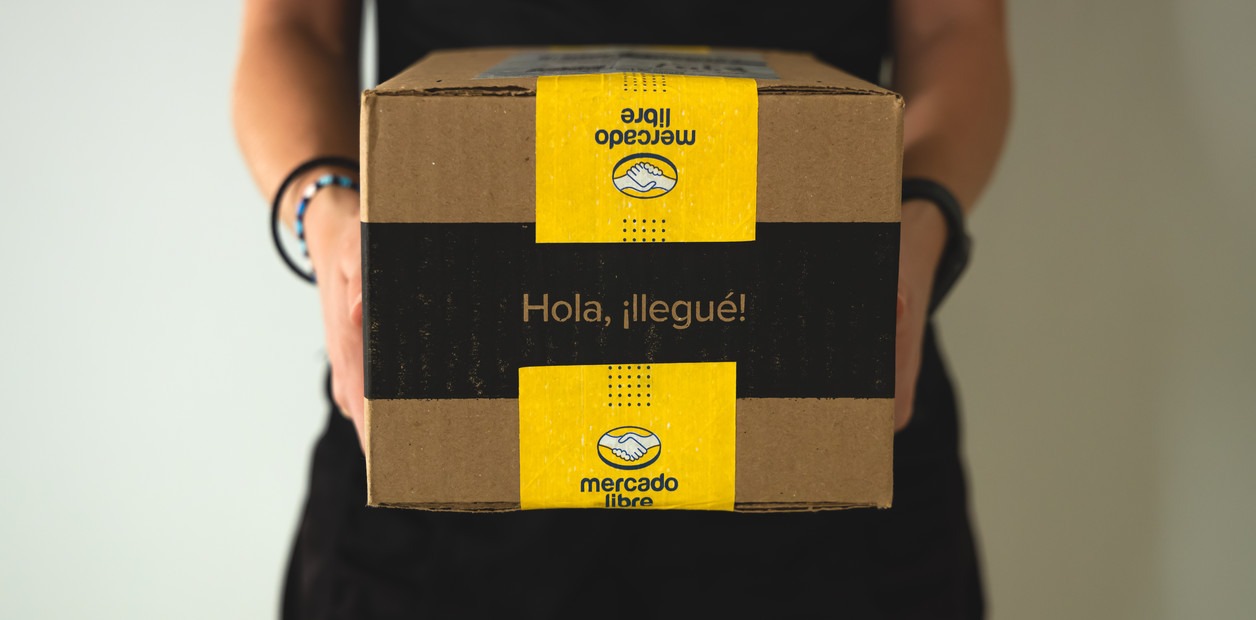 mercado
libre
Hola, ¡llegué!
mercado
libre